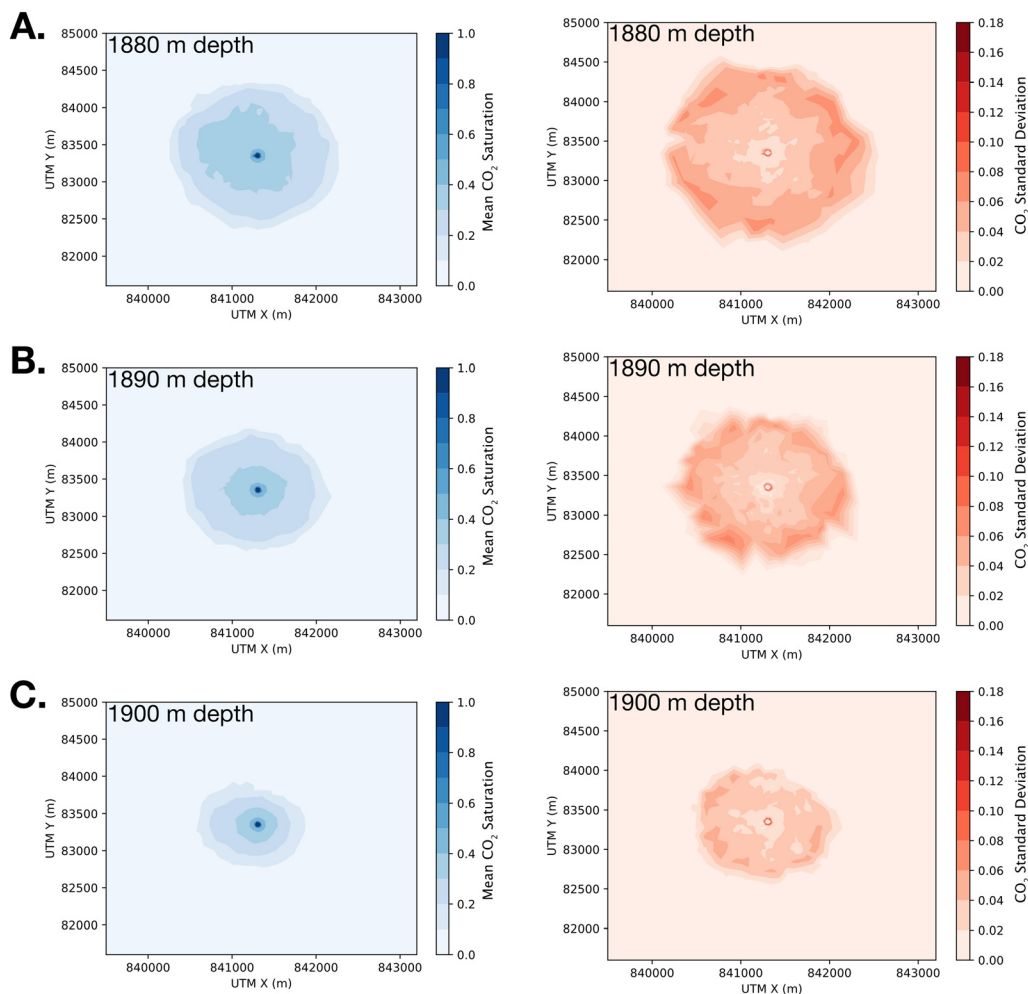 A.
1880 m depth
85000
84500
84000
83500
83000
82500
82000
UTM Y (m)
840000 841000 842000 843000
UTM X (m)
1.0
0.8
0.6
0.4
0.2
0.0
Mean CO₂ Saturation
1880 m depth
85000
84500
84000
83500
83000
82500
82000
UTM Y (m)
840000 841000 842000 843000
UTM X (m)
0.18
0.16
0.14
0.12
0.10
0.08
0.06
0.04
0.02
0.00
CO₂ Standard Deviation
B.
1890 m depth
85000
84500
84000
83500
83000
82500
82000
UTM Y (m)
840000 841000 842000 843000
UTM X (m)
1.0
0.8
0.6
0.4
0.2
0.0
Mean CO₂ Saturation
1890 m depth
85000
84500
84000
83500
83000
82500
82000
UTM Y (m)
840000 841000 842000 843000
UTM X (m)
0.18
0.16
0.14
0.12
0.10
0.08
0.06
0.04
0.02
0.00
CO₂ Standard Deviation
C.
1900 m depth
85000
84500
84000
83500
83000
82500
82000
UTM Y (m)
840000 841000 842000 843000
UTM X (m)
1.0
0.8
0.6
0.4
0.2
0.0
Mean CO₂ Saturation
1900 m depth
85000
84500
84000
83500
83000
82500
82000
UTM Y (m)
840000 841000 842000 843000
UTM X (m)
0.18
0.16
0.14
0.12
0.10
0.08
0.06
0.04
0.02
0.00
CO₂ Standard Deviation